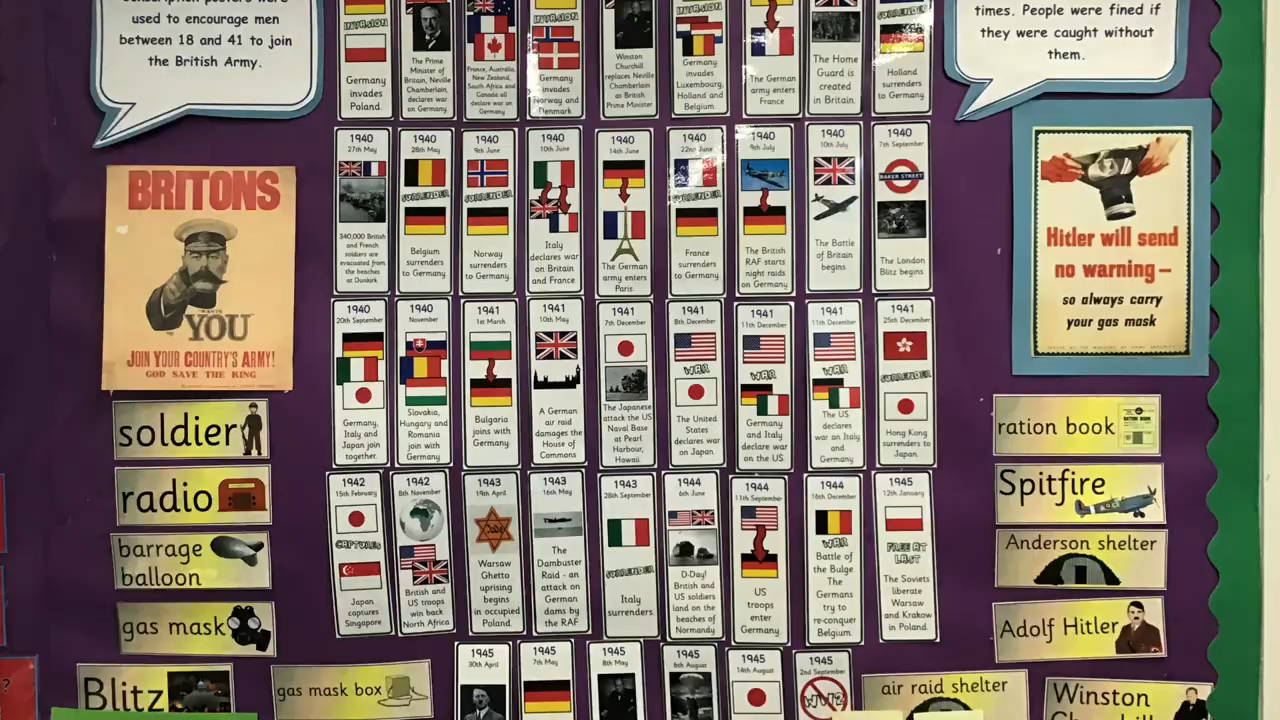 conscription posters were
used to encourage men
between 18 and 41 to join
the British Army.
times. People were fined if
they were caught without
them.
INVASION
Germany
invades
Poland.
The Prime
Minister of
Britain, Neville
Chamberlain,
declares war on
Germany.
France, Australia,
New Zealand,
South Africa and
Canada all
declare war on
Germany.
INVASION
Germany
invades
Norway and
Denmark
Winston
Churchill
replaces Neville
Chamberlain
as British
Prime Minister
INVASION
Germany
invades
Luxembourg,
Holland and
Belgium.
The German
army enters
France
The Home
Guard is
created
in Britain.
SURRENDER
Holland
surrenders
to Germany
1940
27th May
340,000 British
and French
soldiers are
evacuated from
the beaches
at Dunkirk.
1940
28th May
SURRENDER
Belgium
surrenders
to Germany.
1940
9th June
SURRENDER
Norway
surrenders
to Germany.
1940
10th June
Italy
declares war
on Britain
and France.
1940
14th June
The German
army enters
Paris.
1940
22nd June
SURRENDER
France
surrenders
to Germany.
1940
9th July
The British
RAF starts
night raids on
Germany.
1940
10th July
The Battle
of Britain
begins.
1940
7th September
BAKER STREET
The London
Blitz begins.
1940
20th September
Germany,
Italy and
Japan join
together.
1940
November
Slovakia,
Hungary and
Romania
join with
Germany.
1941
1st March
Bulgaria
joins with
Germany.
1941
10th May
A German
air raid
damages the
House of
Commons
1941
7th December
The Japanese
attack the US
Naval Base
at Pearl
Harbour,
Hawaii.
1941
8th December
WAR
The United
States
declares war
on Japan.
1941
11th December
WAR
Germany
and Italy
declare war
on the US
1941
11th December
WAR
The US
declares
war on Italy
and
Germany
1941
25th December
SURRENDER
Hong Kong
surrenders to
Japan.
1942
15th February
CAPTURES
Japan
captures
Singapore
1942
8th November
British and
US troops
win back
North Africa.
1943
19th April
Warsaw
Ghetto
uprising
begins in
occupied
Poland.
1943
16th May
The
Dambuster
Raid - an
attack on
German
dams by
the RAF
1943
28th September
SURRENDER
Italy
surrenders.
1944
6th June
D-Day!
British and
US soldiers
land on the
beaches of
Normandy
1944
11th September
US
troops
enter
Germany.
1944
16th December
WAR
Battle of
the Bulge.
The
Germans
try to
re-conquer
Belgium.
1945
12th January
FREE AT
LAST
The Soviets
liberate
Warsaw
and Krakow
in Poland.
1945
30th April
1945
7th May
1945
8th May
1945
6th August
1945
14th August
1945
2nd September
WW2
BRITONS
"WANTS
YOU"
JOIN YOUR COUNTRY'S ARMY!
GOD SAVE THE KING
soldier
radio
barrage
balloon
gas mask
Blitz
gas mask box
Hitler will send
no warning—
so always carry
your gas mask
ration book
RATION BOOK
Spitfire
Anderson shelter
Adolf Hitler
air raid shelter
Winston
Churchill